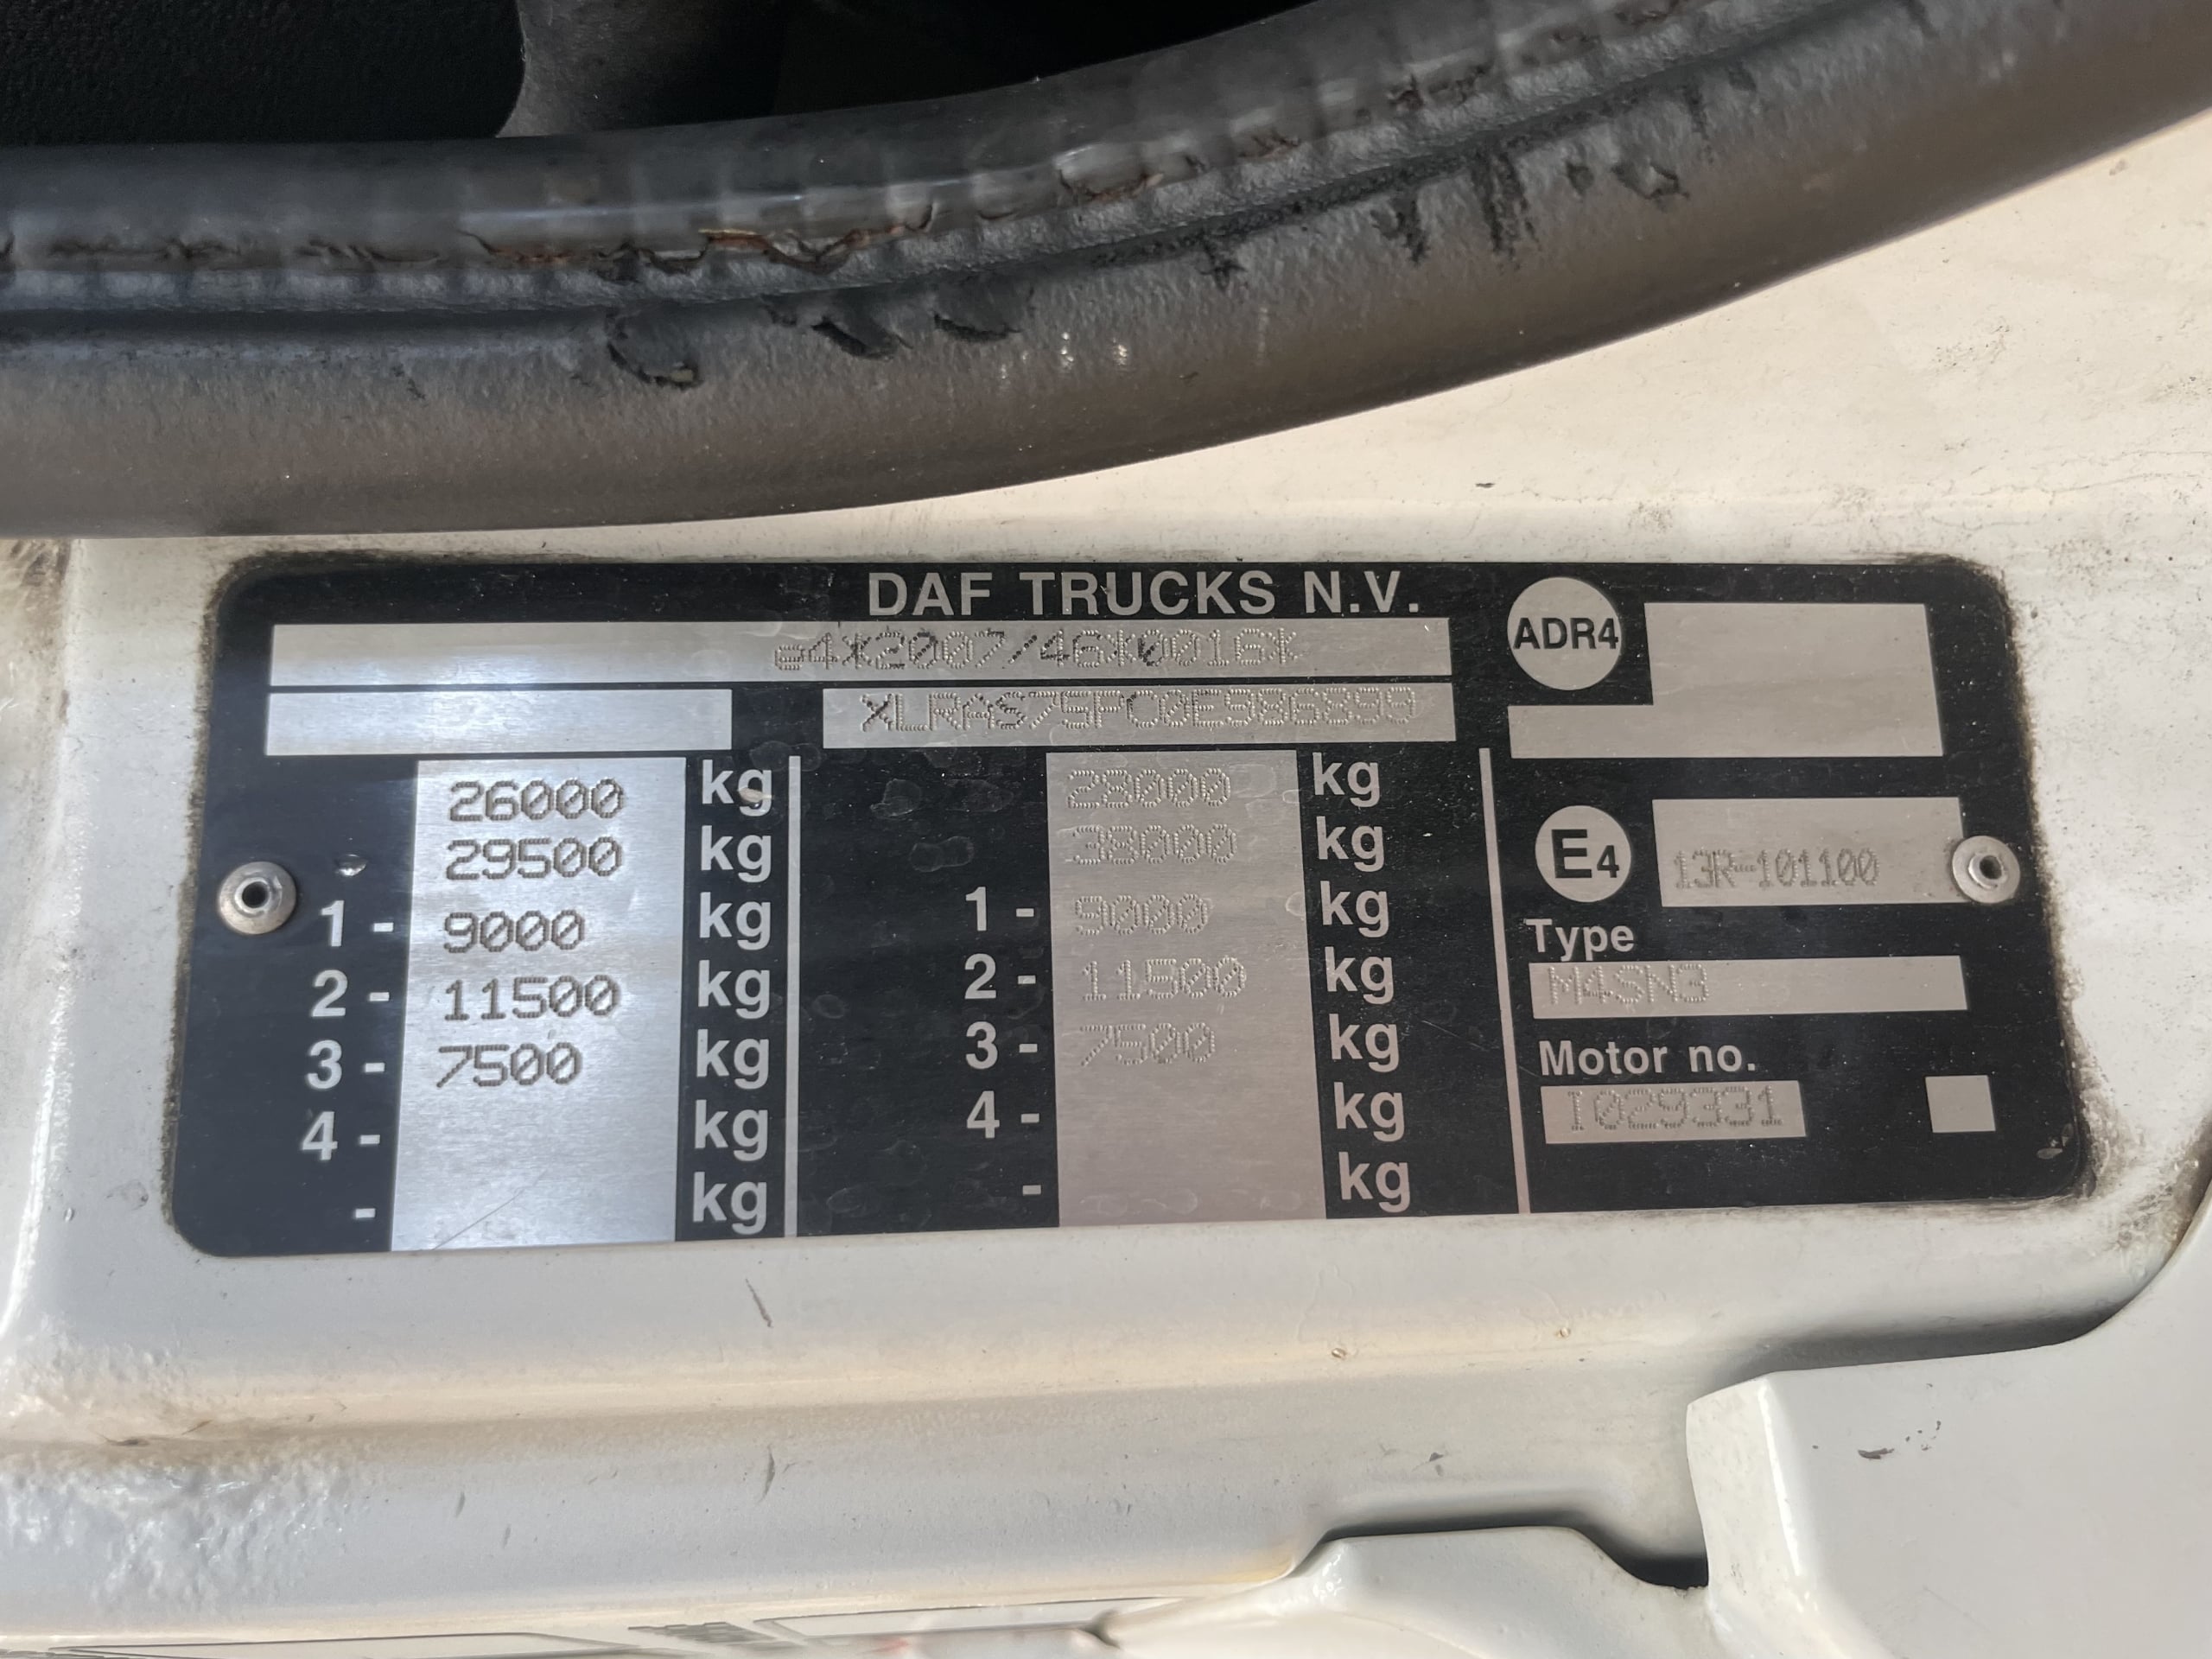 DAF TRUCKS N.V.
e4*2007/46*0016*
XLRAS75PC0E986899
26000 kg 28000 kg
29500 kg 38000 kg
1 - 9000 kg 1 - 9000 kg
2 - 11500 kg 2 - 11500 kg
3 - 7500 kg 3 - 7500 kg
4 - kg 4 - kg
- kg - kg
ADR4
E4 13R-101100
Type
M4SN3
Motor no.
I029331